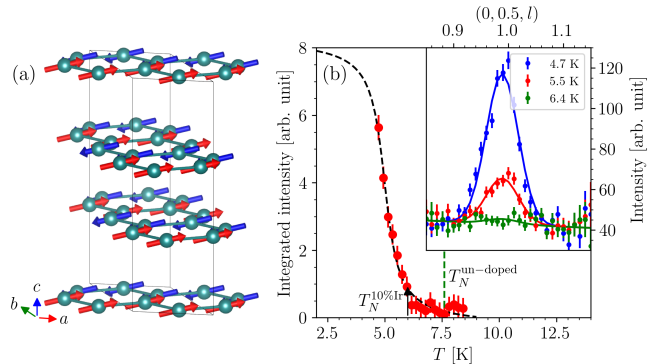 (a)
c
b
a
(b)
(0, 0.5, l)
0.9 1.0 1.1
4.7 K
5.5 K
6.4 K
120
100
80
60
40
Intensity [arb. unit]
Integrated intensity [arb. unit]
8
6
4
2
0
T_N^{10%Ir}
T_N^{un−doped}
2.5 5.0 7.5 10.0 12.5
T [K]